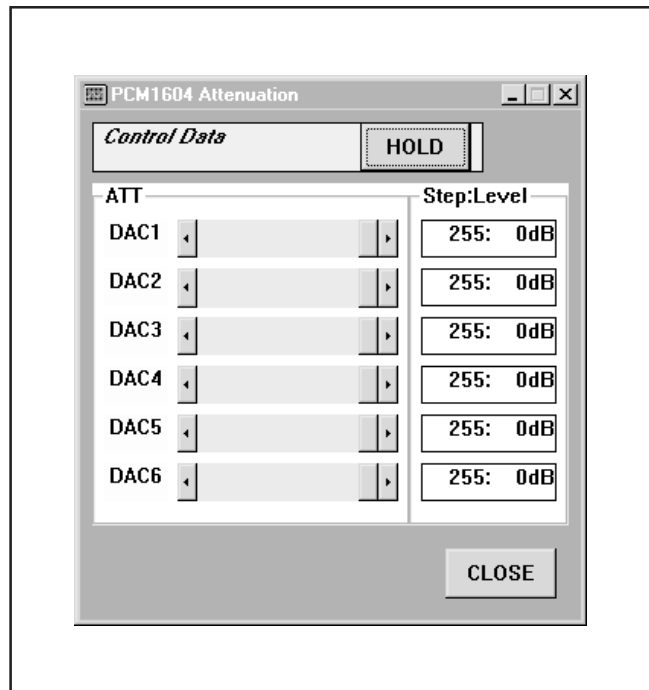 PCM1604 Attenuation
Control Data HOLD
ATT Step:Level
DAC1 255: 0dB
DAC2 255: 0dB
DAC3 255: 0dB
DAC4 255: 0dB
DAC5 255: 0dB
DAC6 255: 0dB
CLOSE